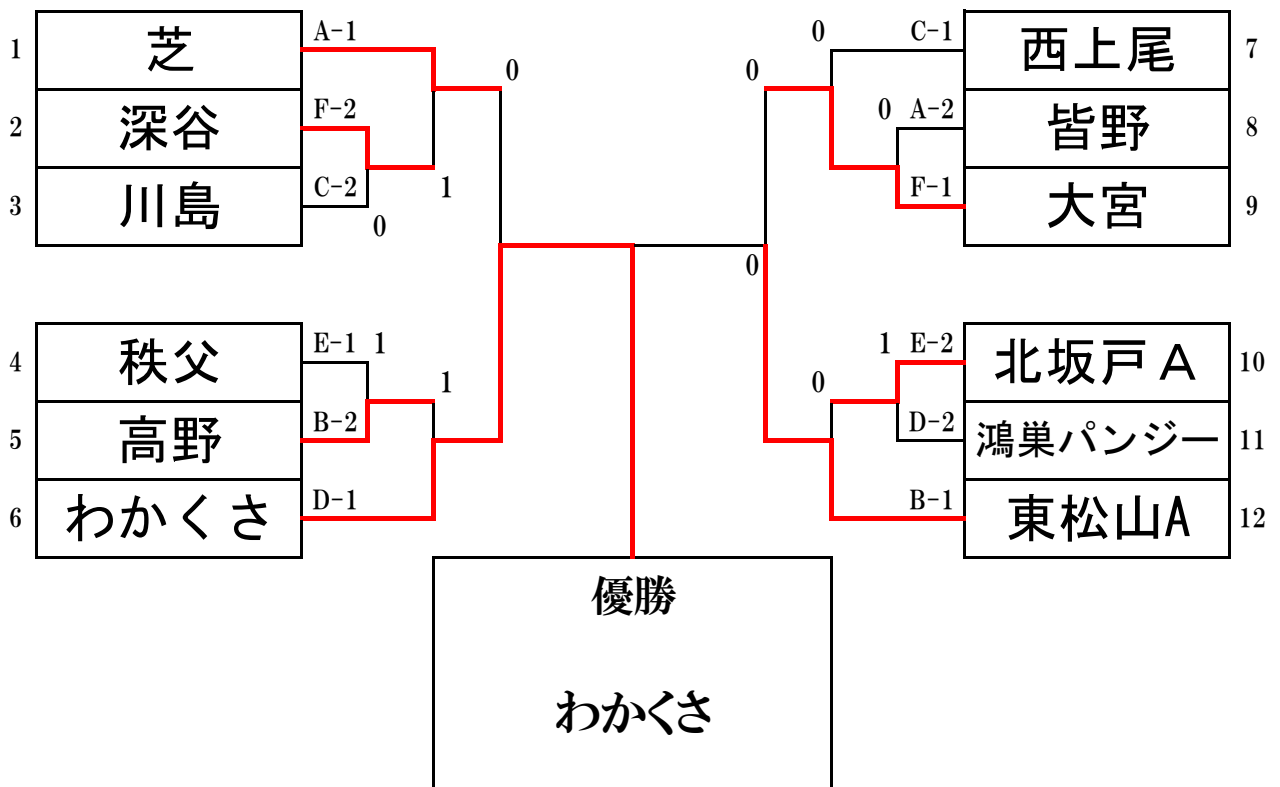 1 芝 A-1
2 深谷 F-2
3 川島 C-2
0
1
0
4 秩父 E-1 1
5 高野 B-2
6 わかくさ D-1
1
0 C-1 西上尾 7
0
0 A-2 皆野 8
F-1 大宮 9
0
1 E-2 北坂戸A 10
0
D-2 鴻巣パンジー 11
B-1 東松山A 12
優勝
わかくさ